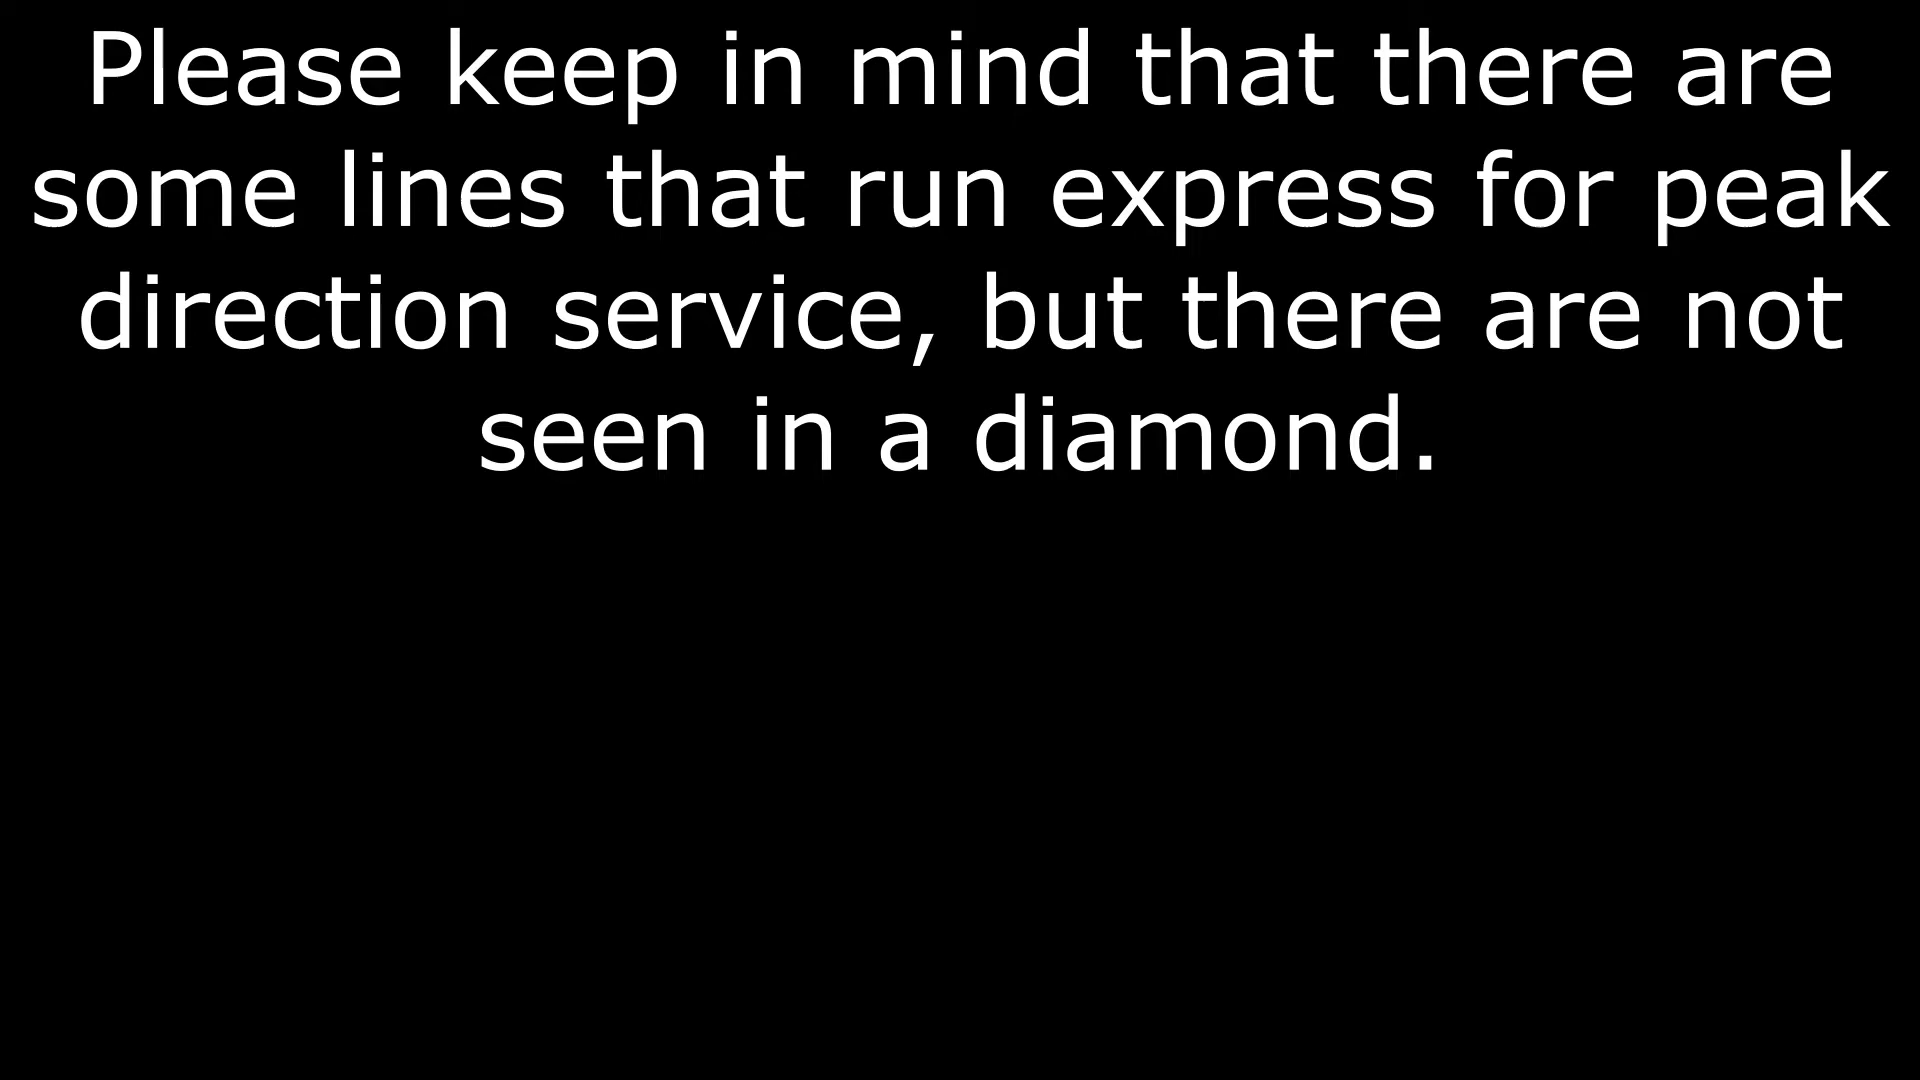 Please keep in mind that there are
some lines that run express for peak
direction service, but there are not
seen in a diamond.